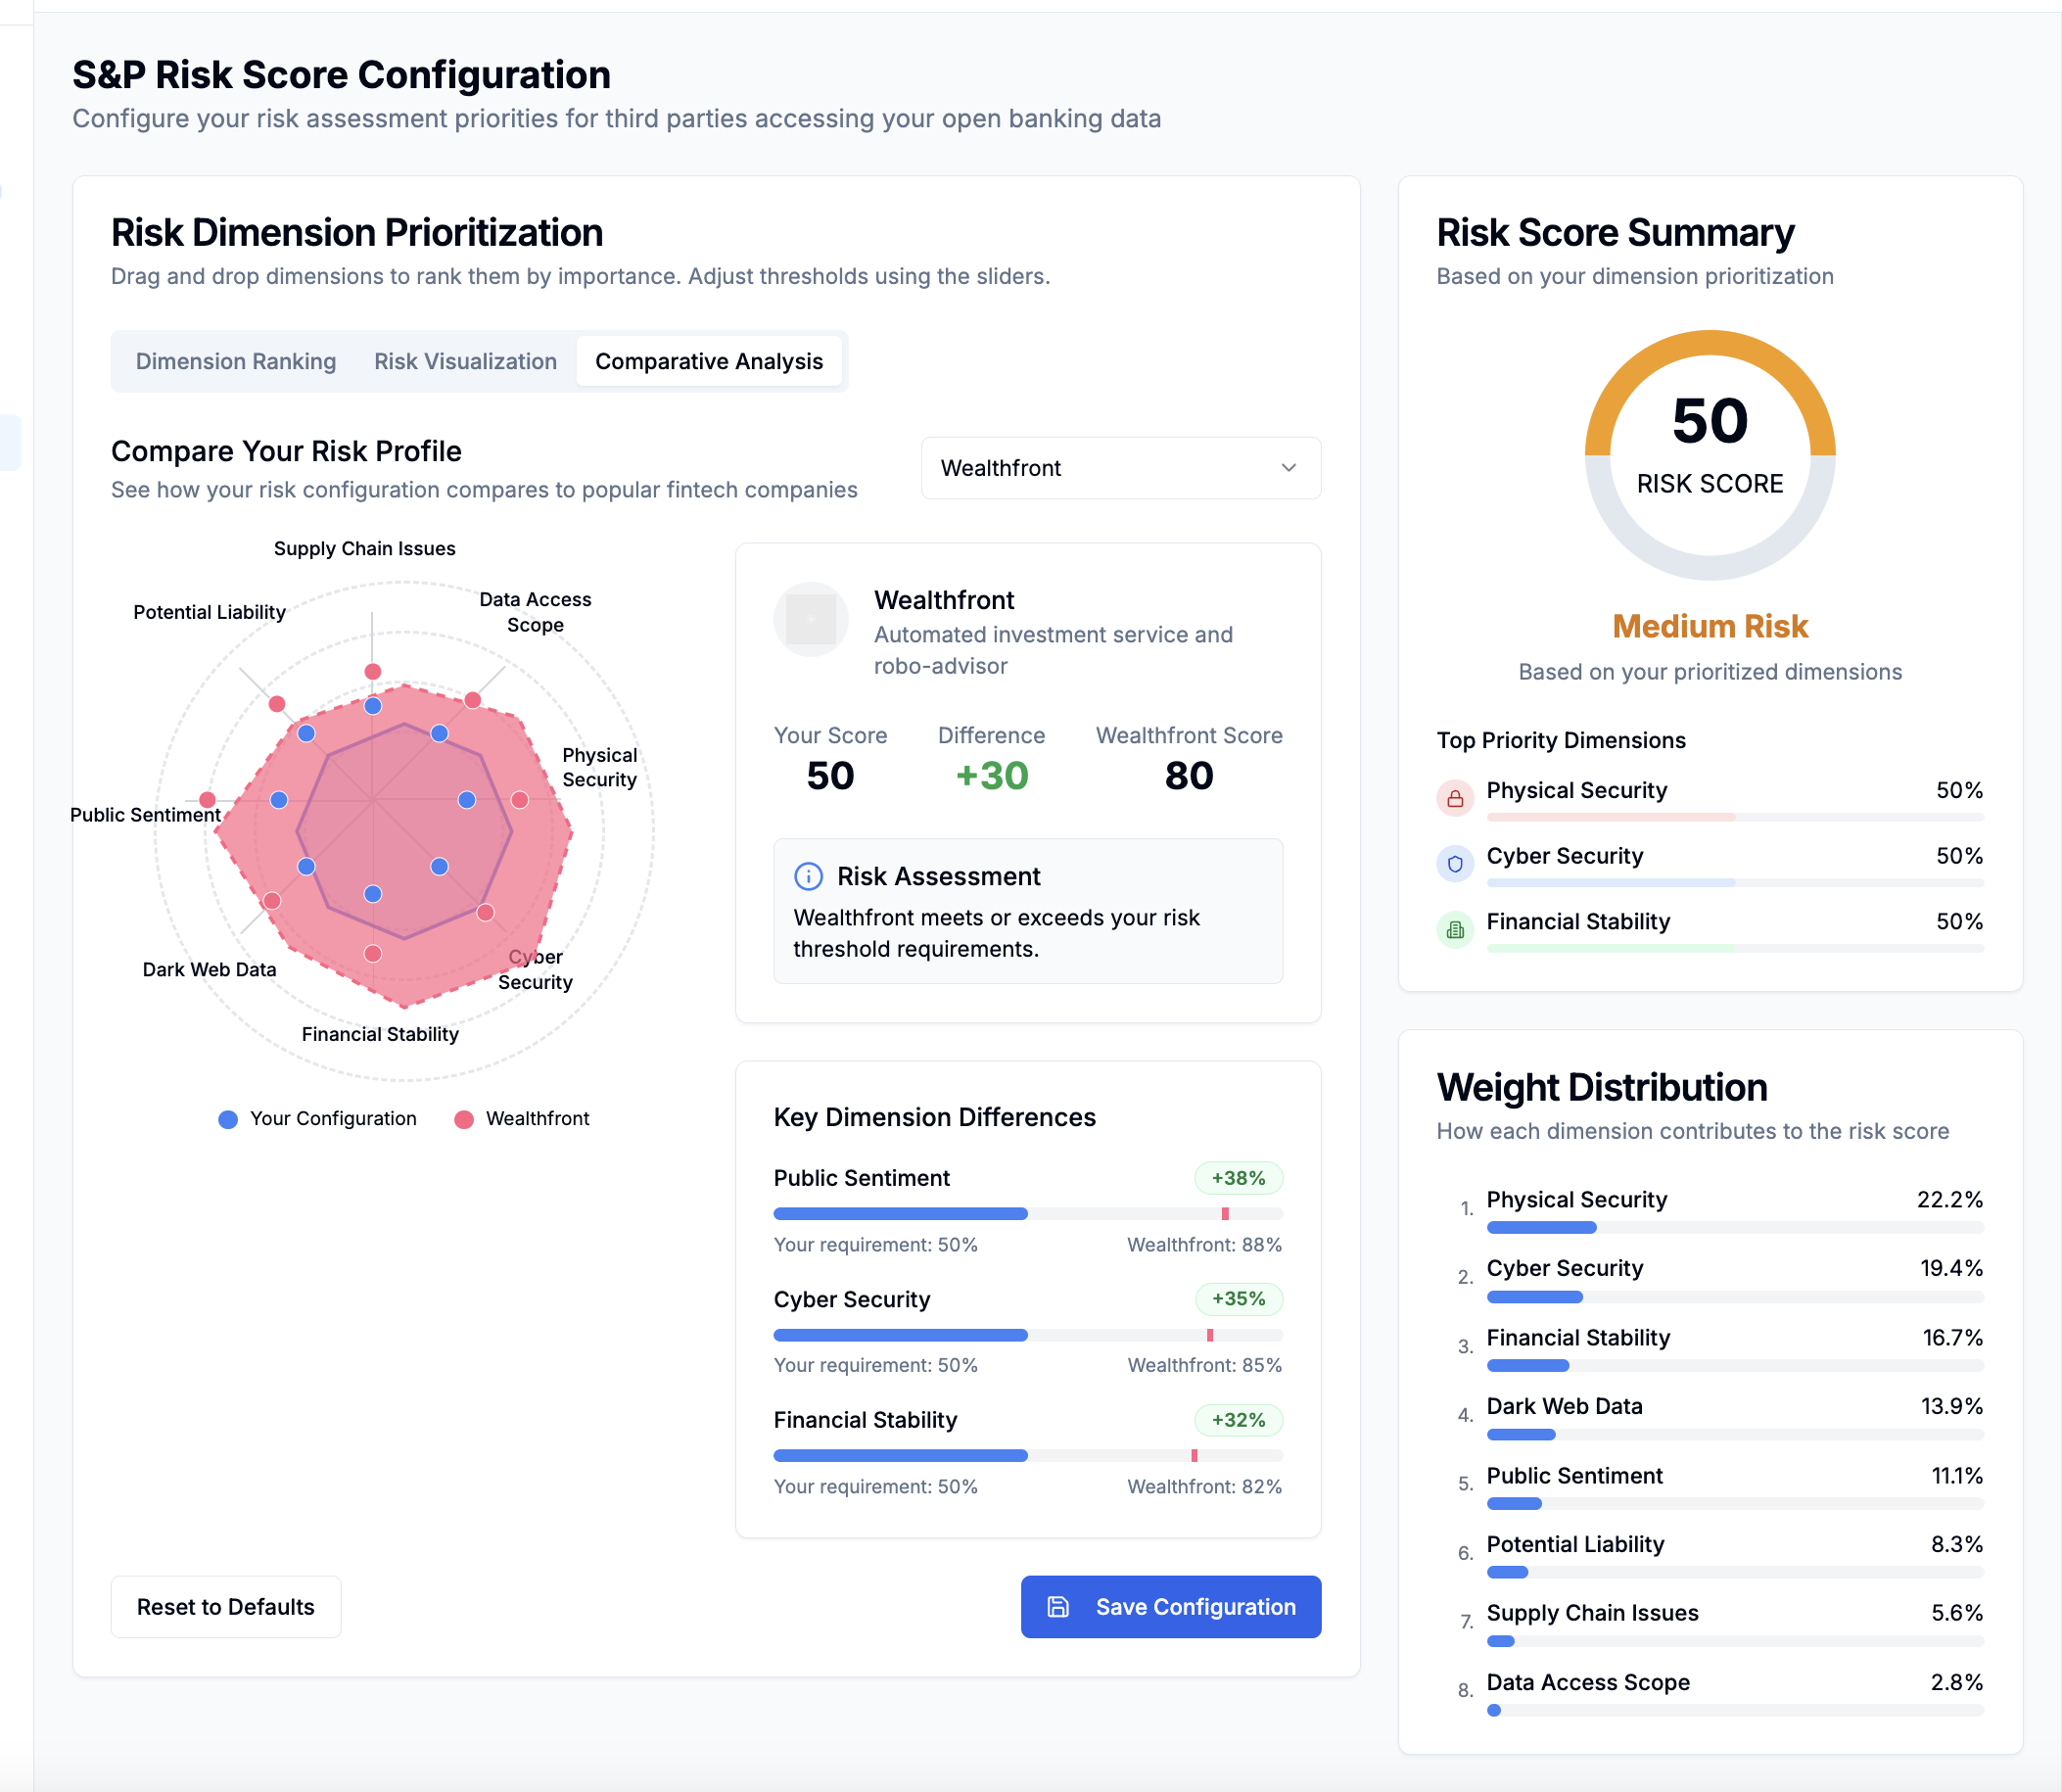 S&P Risk Score Configuration
Configure your risk assessment priorities for third parties accessing your open banking data
Risk Dimension Prioritization
Drag and drop dimensions to rank them by importance. Adjust thresholds using the sliders.
Dimension Ranking
Risk Visualization
Comparative Analysis
Compare Your Risk Profile
See how your risk configuration compares to popular fintech companies
Wealthfront
Supply Chain Issues
Data Access
Scope
Potential Liability
Physical
Security
Public Sentiment
Dark Web Data
Cyber
Security
Financial Stability
Your Configuration
Wealthfront
Wealthfront
Automated investment service and
robo-advisor
Your Score
50
Difference
+30
Wealthfront Score
80
Risk Assessment
Wealthfront meets or exceeds your risk
threshold requirements.
Key Dimension Differences
Public Sentiment
+38%
Your requirement: 50%
Wealthfront: 88%
Cyber Security
+35%
Your requirement: 50%
Wealthfront: 85%
Financial Stability
+32%
Your requirement: 50%
Wealthfront: 82%
Reset to Defaults
Save Configuration
Risk Score Summary
Based on your dimension prioritization
50
RISK SCORE
Medium Risk
Based on your prioritized dimensions
Top Priority Dimensions
Physical Security
50%
Cyber Security
50%
Financial Stability
50%
Weight Distribution
How each dimension contributes to the risk score
1. Physical Security 22.2%
2. Cyber Security 19.4%
3. Financial Stability 16.7%
4. Dark Web Data 13.9%
5. Public Sentiment 11.1%
6. Potential Liability 8.3%
7. Supply Chain Issues 5.6%
8. Data Access Scope 2.8%